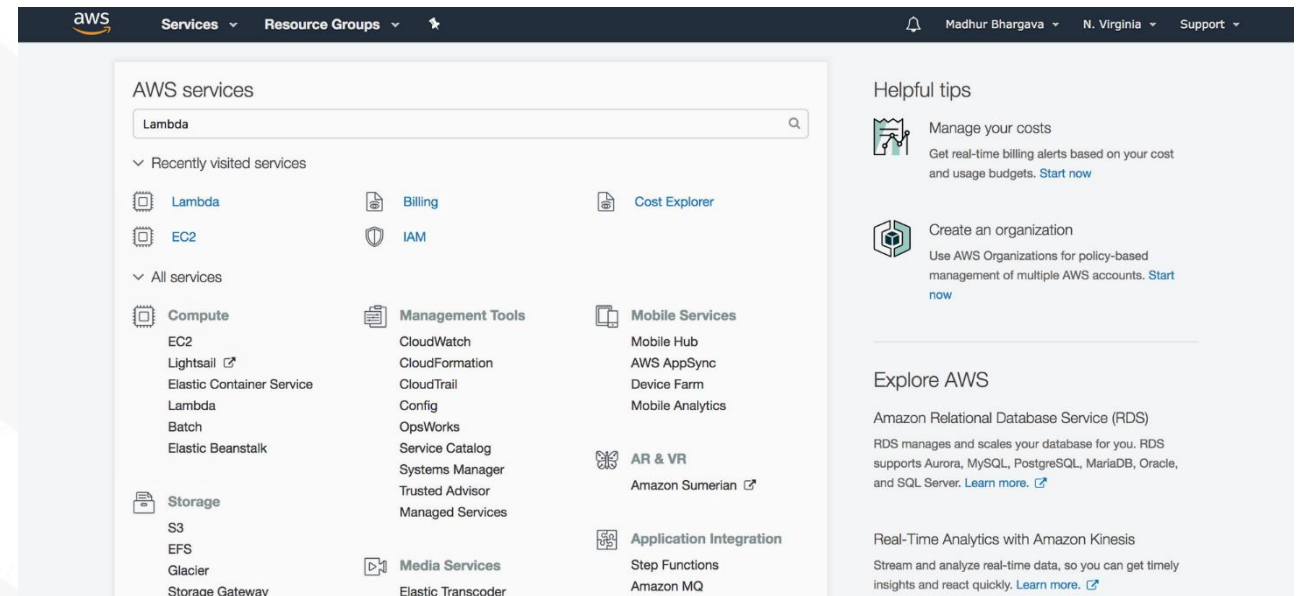 aws
Services
Resource Groups
Madhur Bhargava
N. Virginia
Support
AWS services
Lambda
Recently visited services
Lambda
Billing
Cost Explorer
EC2
IAM
All services
Compute
EC2
Lightsail
Elastic Container Service
Lambda
Batch
Elastic Beanstalk
Storage
S3
EFS
Glacier
Storage Gateway
Management Tools
CloudWatch
CloudFormation
CloudTrail
Config
OpsWorks
Service Catalog
Systems Manager
Trusted Advisor
Managed Services
Media Services
Elastic Transcoder
Mobile Services
Mobile Hub
AWS AppSync
Device Farm
Mobile Analytics
AR & VR
Amazon Sumerian
Application Integration
Step Functions
Amazon MQ
Helpful tips
Manage your costs
Get real-time billing alerts based on your cost
and usage budgets. Start now
Create an organization
Use AWS Organizations for policy-based
management of multiple AWS accounts. Start
now
Explore AWS
Amazon Relational Database Service (RDS)
RDS manages and scales your database for you. RDS
supports Aurora, MySQL, PostgreSQL, MariaDB, Oracle,
and SQL Server. Learn more.
Real-Time Analytics with Amazon Kinesis
Stream and analyze real-time data, so you can get timely
insights and react quickly. Learn more.